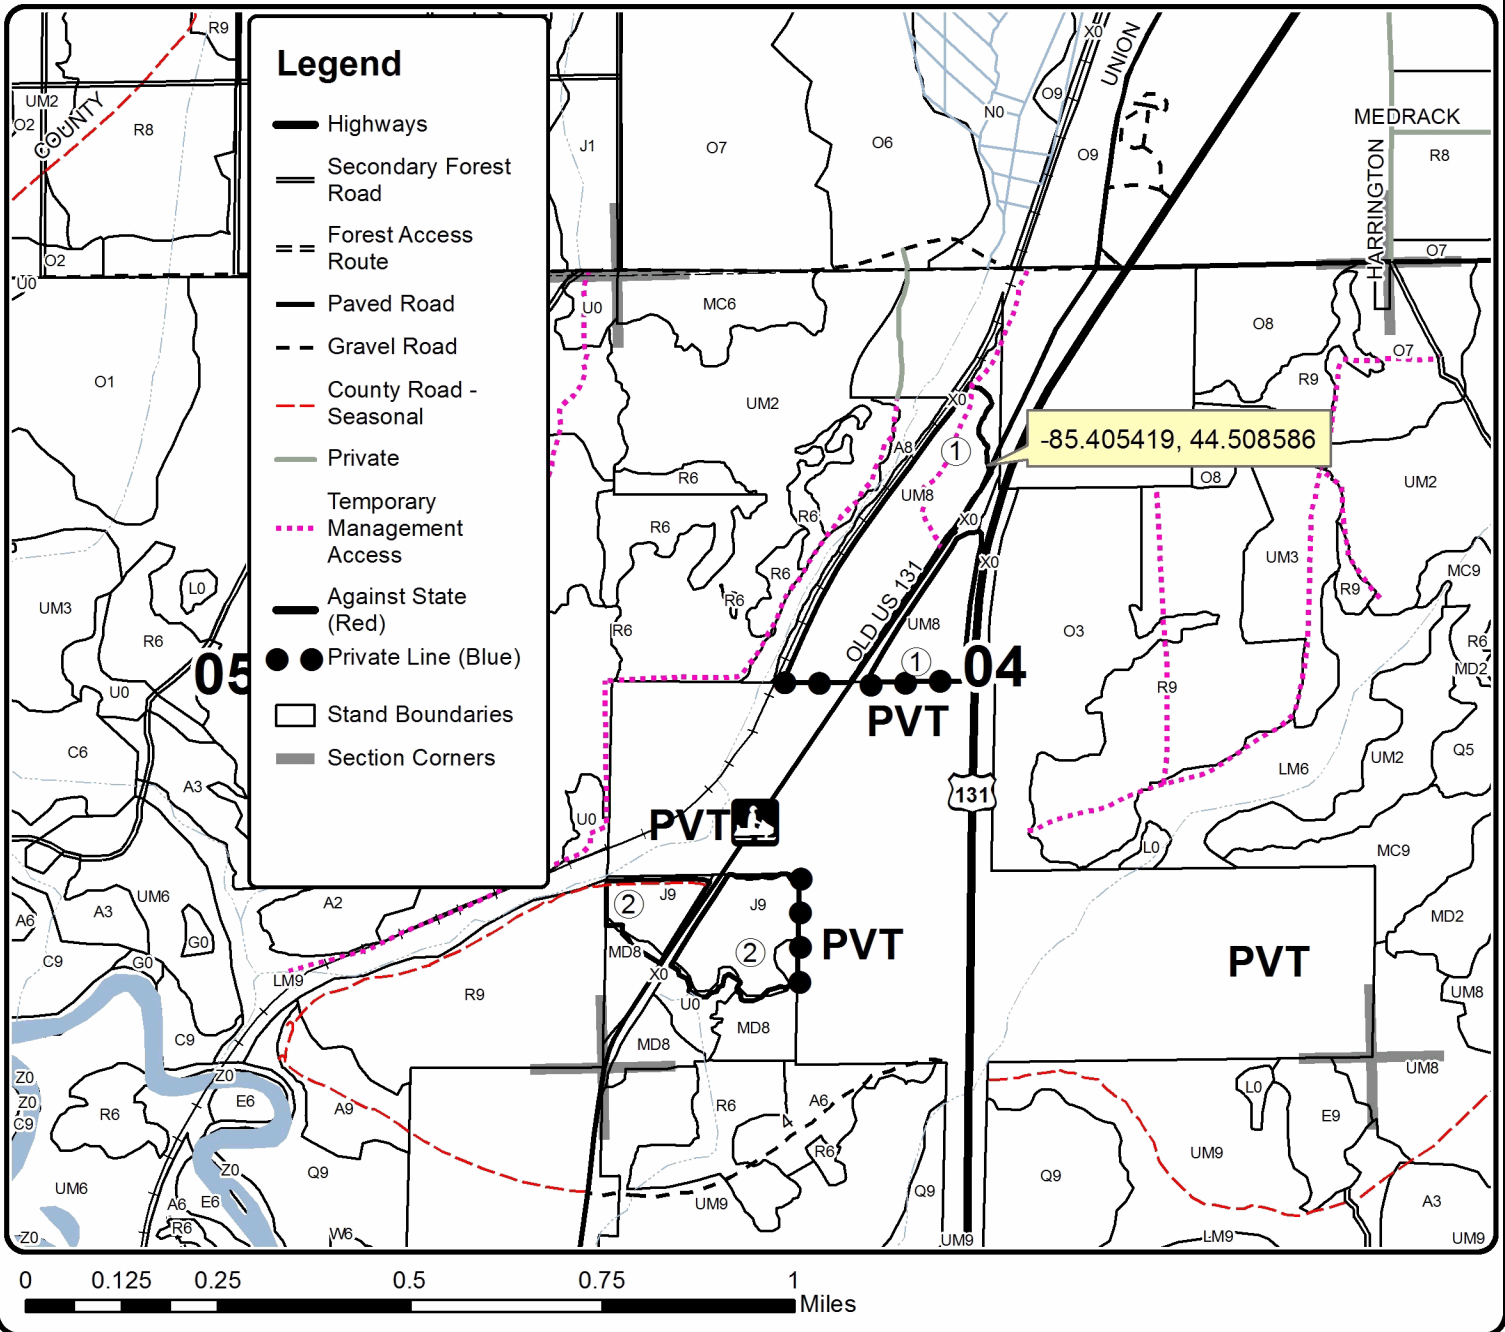 Legend
Highways
Secondary Forest
Road
Forest Access
Route
Paved Road
Gravel Road
County Road -
Seasonal
Private
Temporary
Management
Access
Against State
(Red)
Private Line (Blue)
Stand Boundaries
Section Corners
R9
UM2
O2
COUNTY
R8
O2
U0
J1
O7
O6
N0
X0
UNION
O9
O9
MEDRACK
HARRINGTON
R8
O7
U0
MC6
O8
O7
R9
O1
UM2
X0
A8
1
-85.405419, 44.508586
R6
UM8
O8
UM2
R6
R6
X0
X0
UM3
MC9
L0
R6
R9
UM3
R6
R6
R6
OLD US 131
UM8
O3
R6
05
1
04
MD2
U0
R9
PVT
C6
A3
131
LM6
UM2
Q5
U0
PVT
L0
MC9
UM6
A2
2
J9
J9
A3
A6
G0
MD8
2
PVT
MD2
PVT
C9
G0
LM9
X0
R9
U0
UM8
C9
MD8
MD8
Z0
Z0
Z0
C9
R6
E6
A9
R6
A6
4
L0
E9
UM8
R6
Z0
Q9
UM9
Q9
UM6
A6
E6
UM9
Q9
A3
R6
W6
Z0
UM9
LM9
UM9
0 0.125 0.25 0.5 0.75 1
Miles